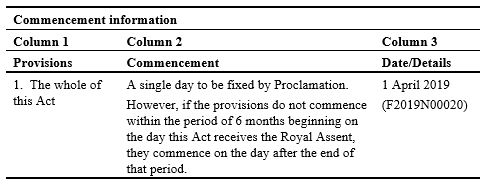 Commencement information
Column 1 Column 2 Column 3
Provisions Commencement Date/Details
1. The whole of this Act
A single day to be fixed by Proclamation.
However, if the provisions do not commence
within the period of 6 months beginning on
the day this Act receives the Royal Assent,
they commence on the day after the end of
that period.
1 April 2019
(F2019N00020)